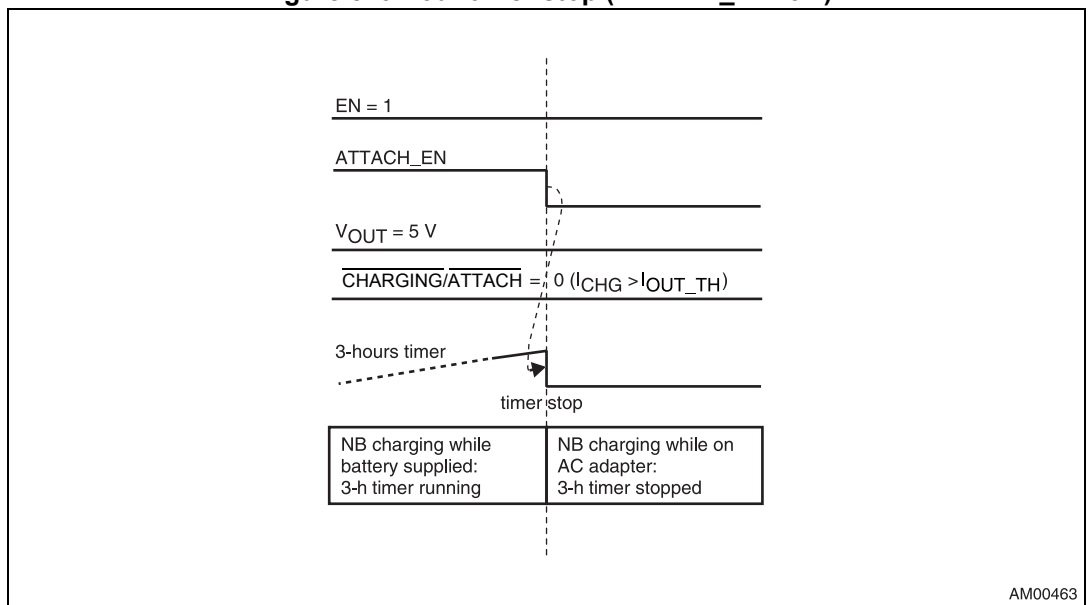 EN = 1
ATTACH_EN
VOUT = 5 V
CHARGING/ATTACH = 0 (ICHG >IOUT_TH)
3-hours timer
timer stop
NB charging while
battery supplied:
3-h timer running
NB charging while on
AC adapter:
3-h timer stopped
AM00463